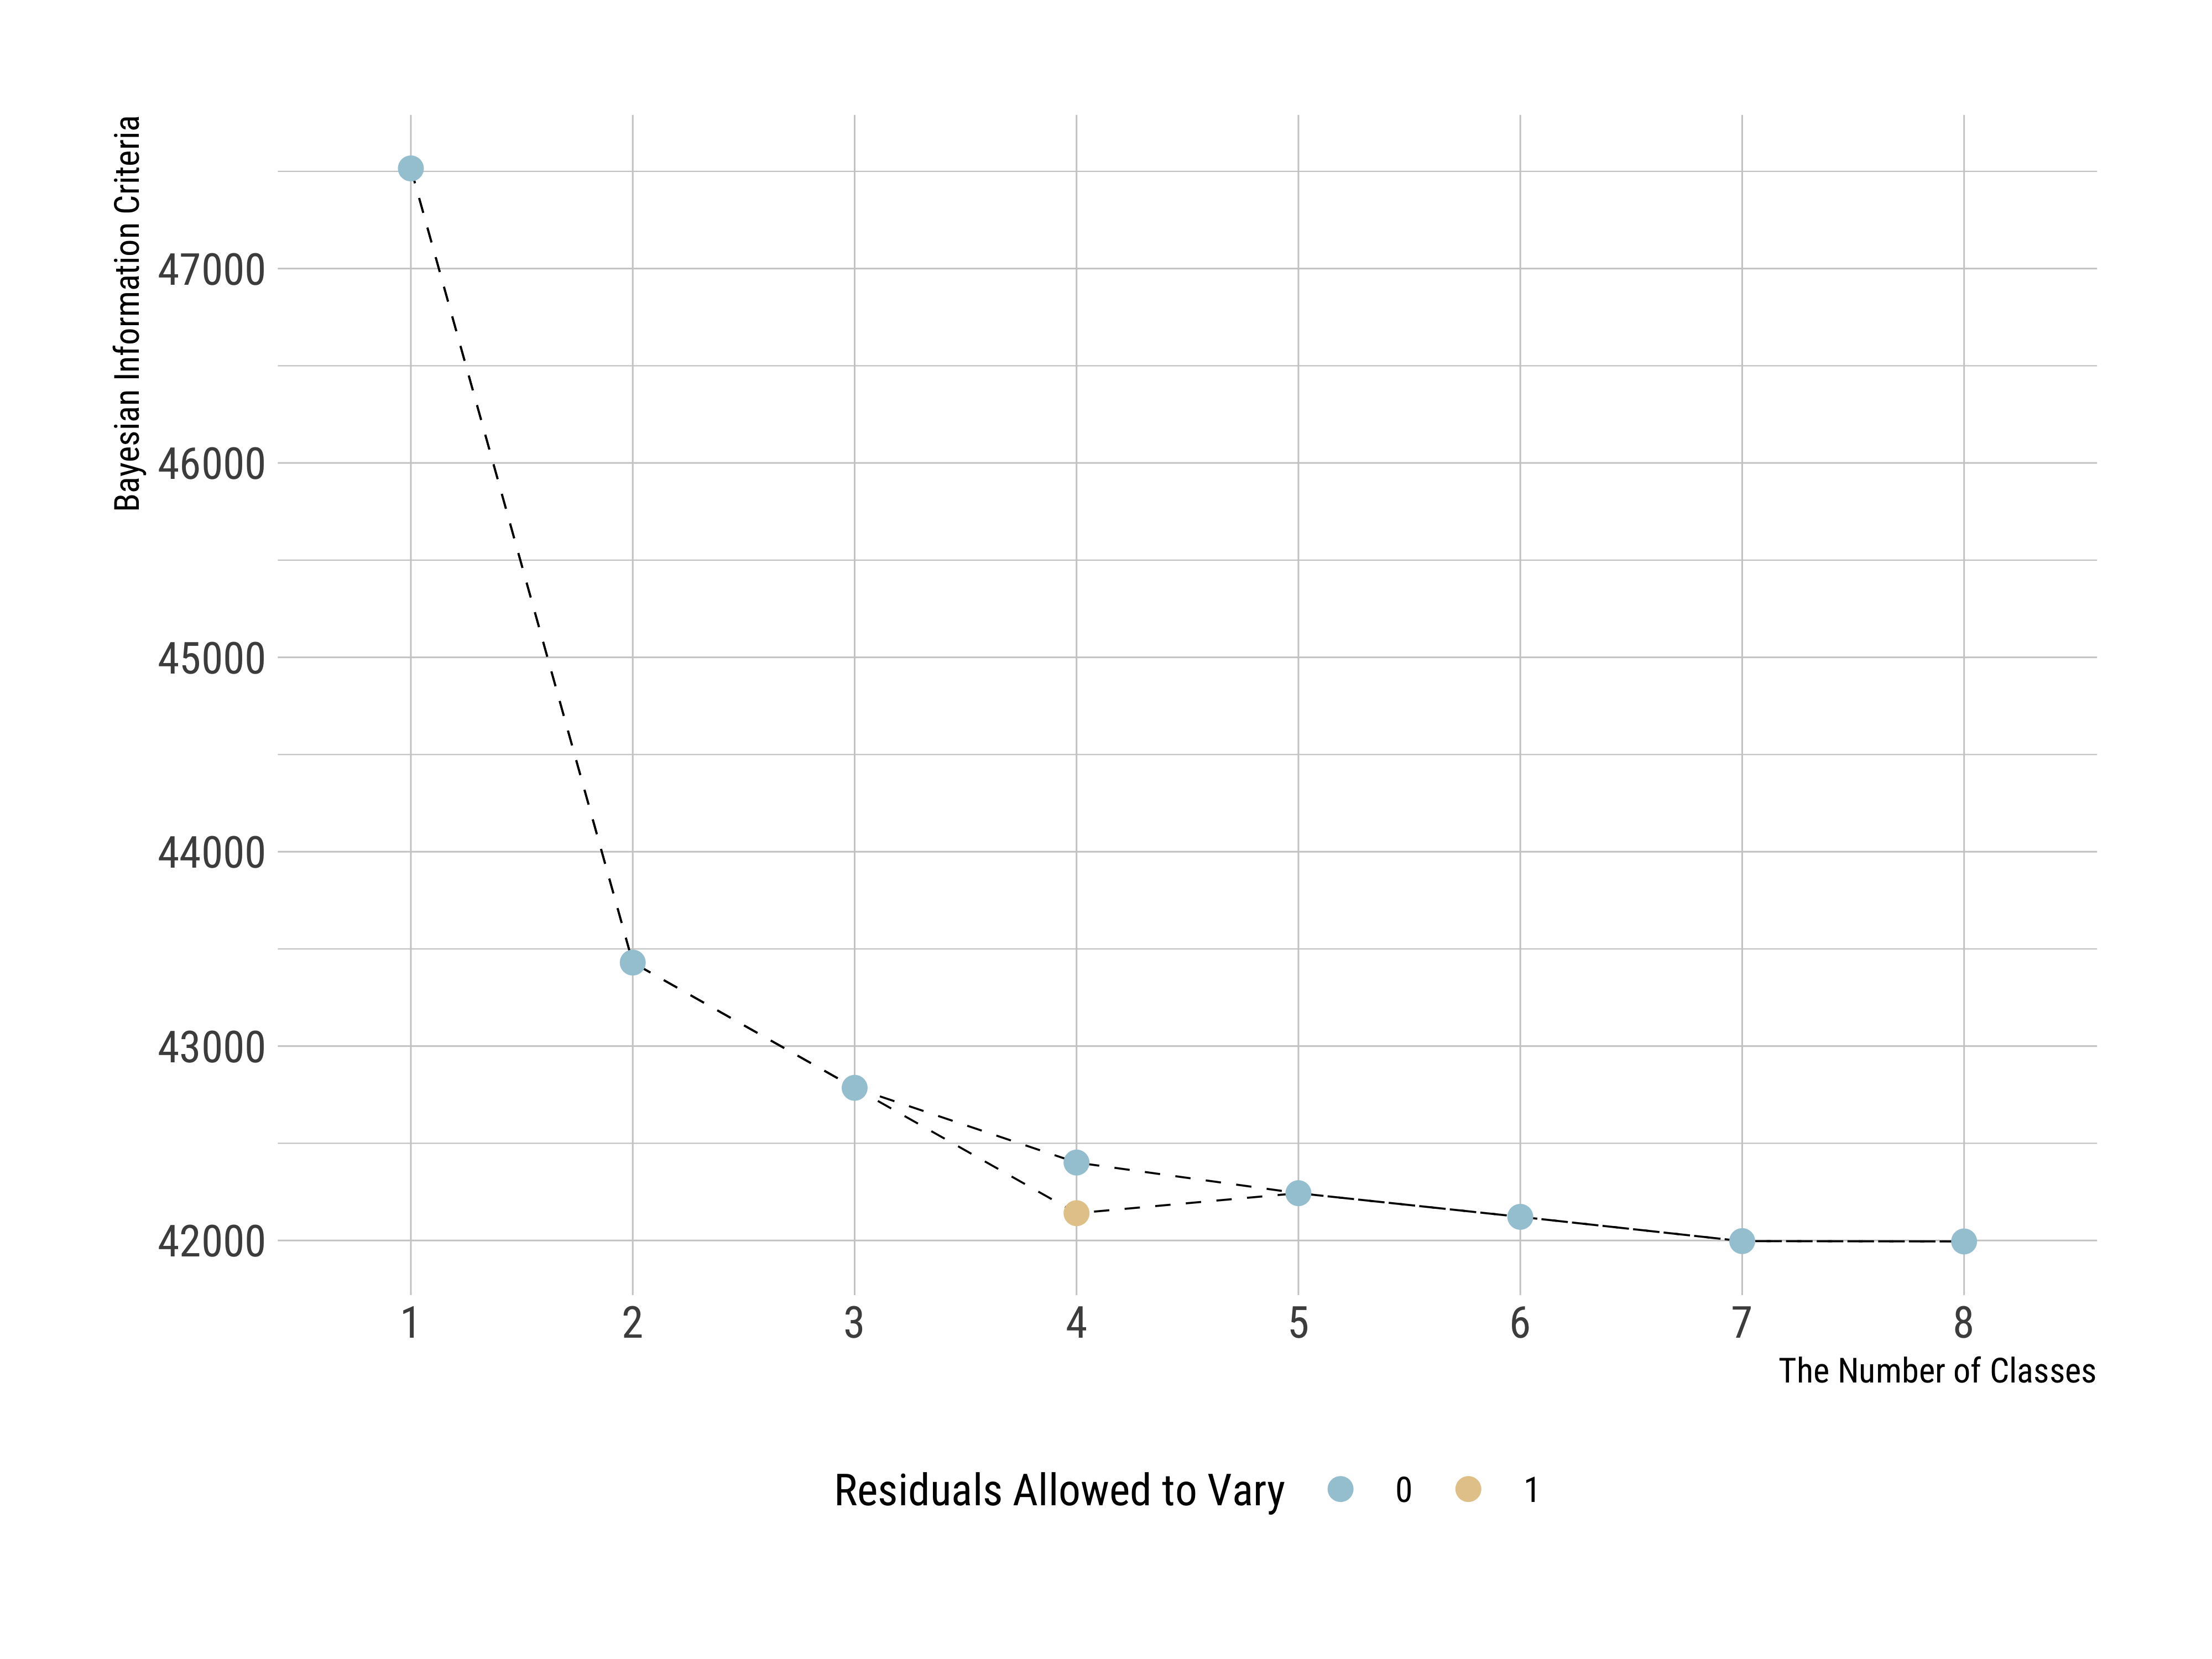 Bayesian Information Criteria
47000
46000
45000
44000
43000
42000
1 2 3 4 5 6 7 8
The Number of Classes
Residuals Allowed to Vary 0 1